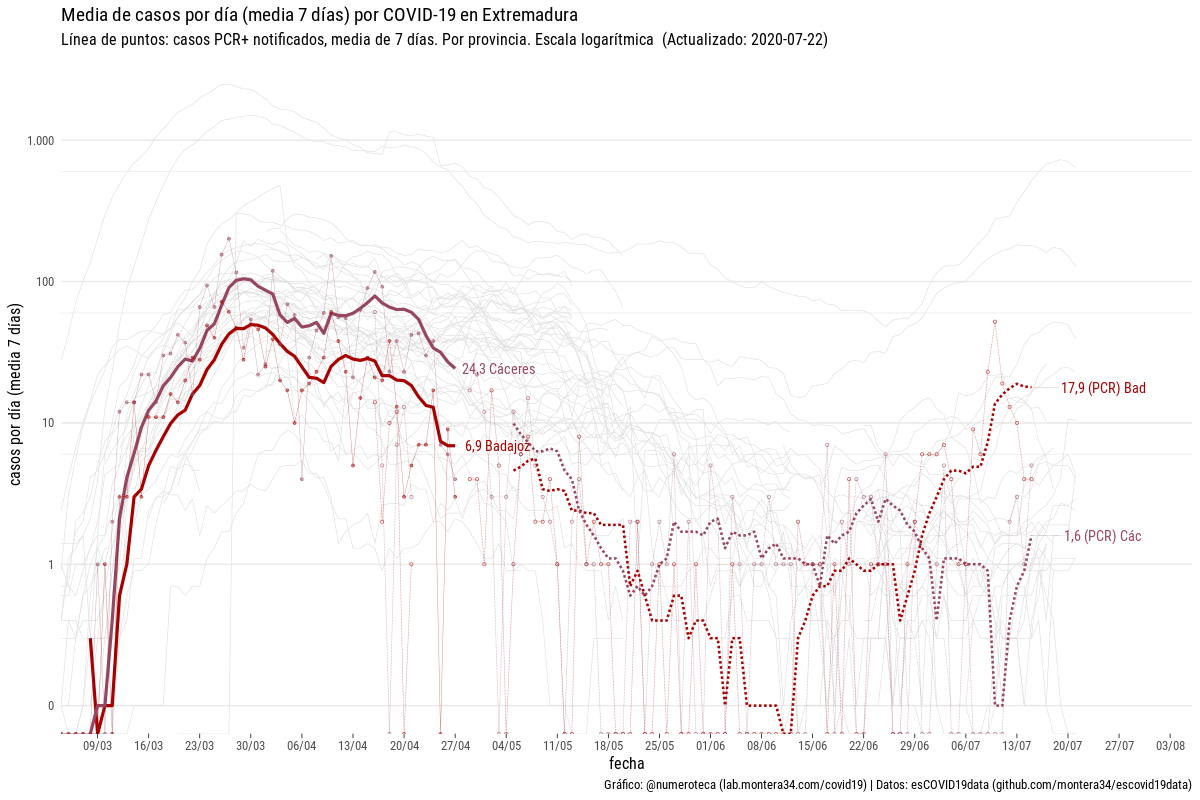 Media de casos por día (media 7 días) por COVID-19 en Extremadura
Línea de puntos: casos PCR+ notificados, media de 7 días. Por provincia. Escala logarítmica  (Actualizado: 2020-07-22)
casos por día (media 7 días)
1.000
100
10
1
0
24,3 Cáceres
6,9 Badajoz
17,9 (PCR) Bad
1,6 (PCR) Các
09/03 16/03 23/03 30/03 06/04 13/04 20/04 27/04 04/05 11/05 18/05 25/05 01/06 08/06 15/06 22/06 29/06 06/07 13/07 20/07 27/07 03/08
fecha
Gráfico: @numeroteca (lab.montera34.com/covid19) | Datos: esCOVID19data (github.com/montera34/escovid19data)